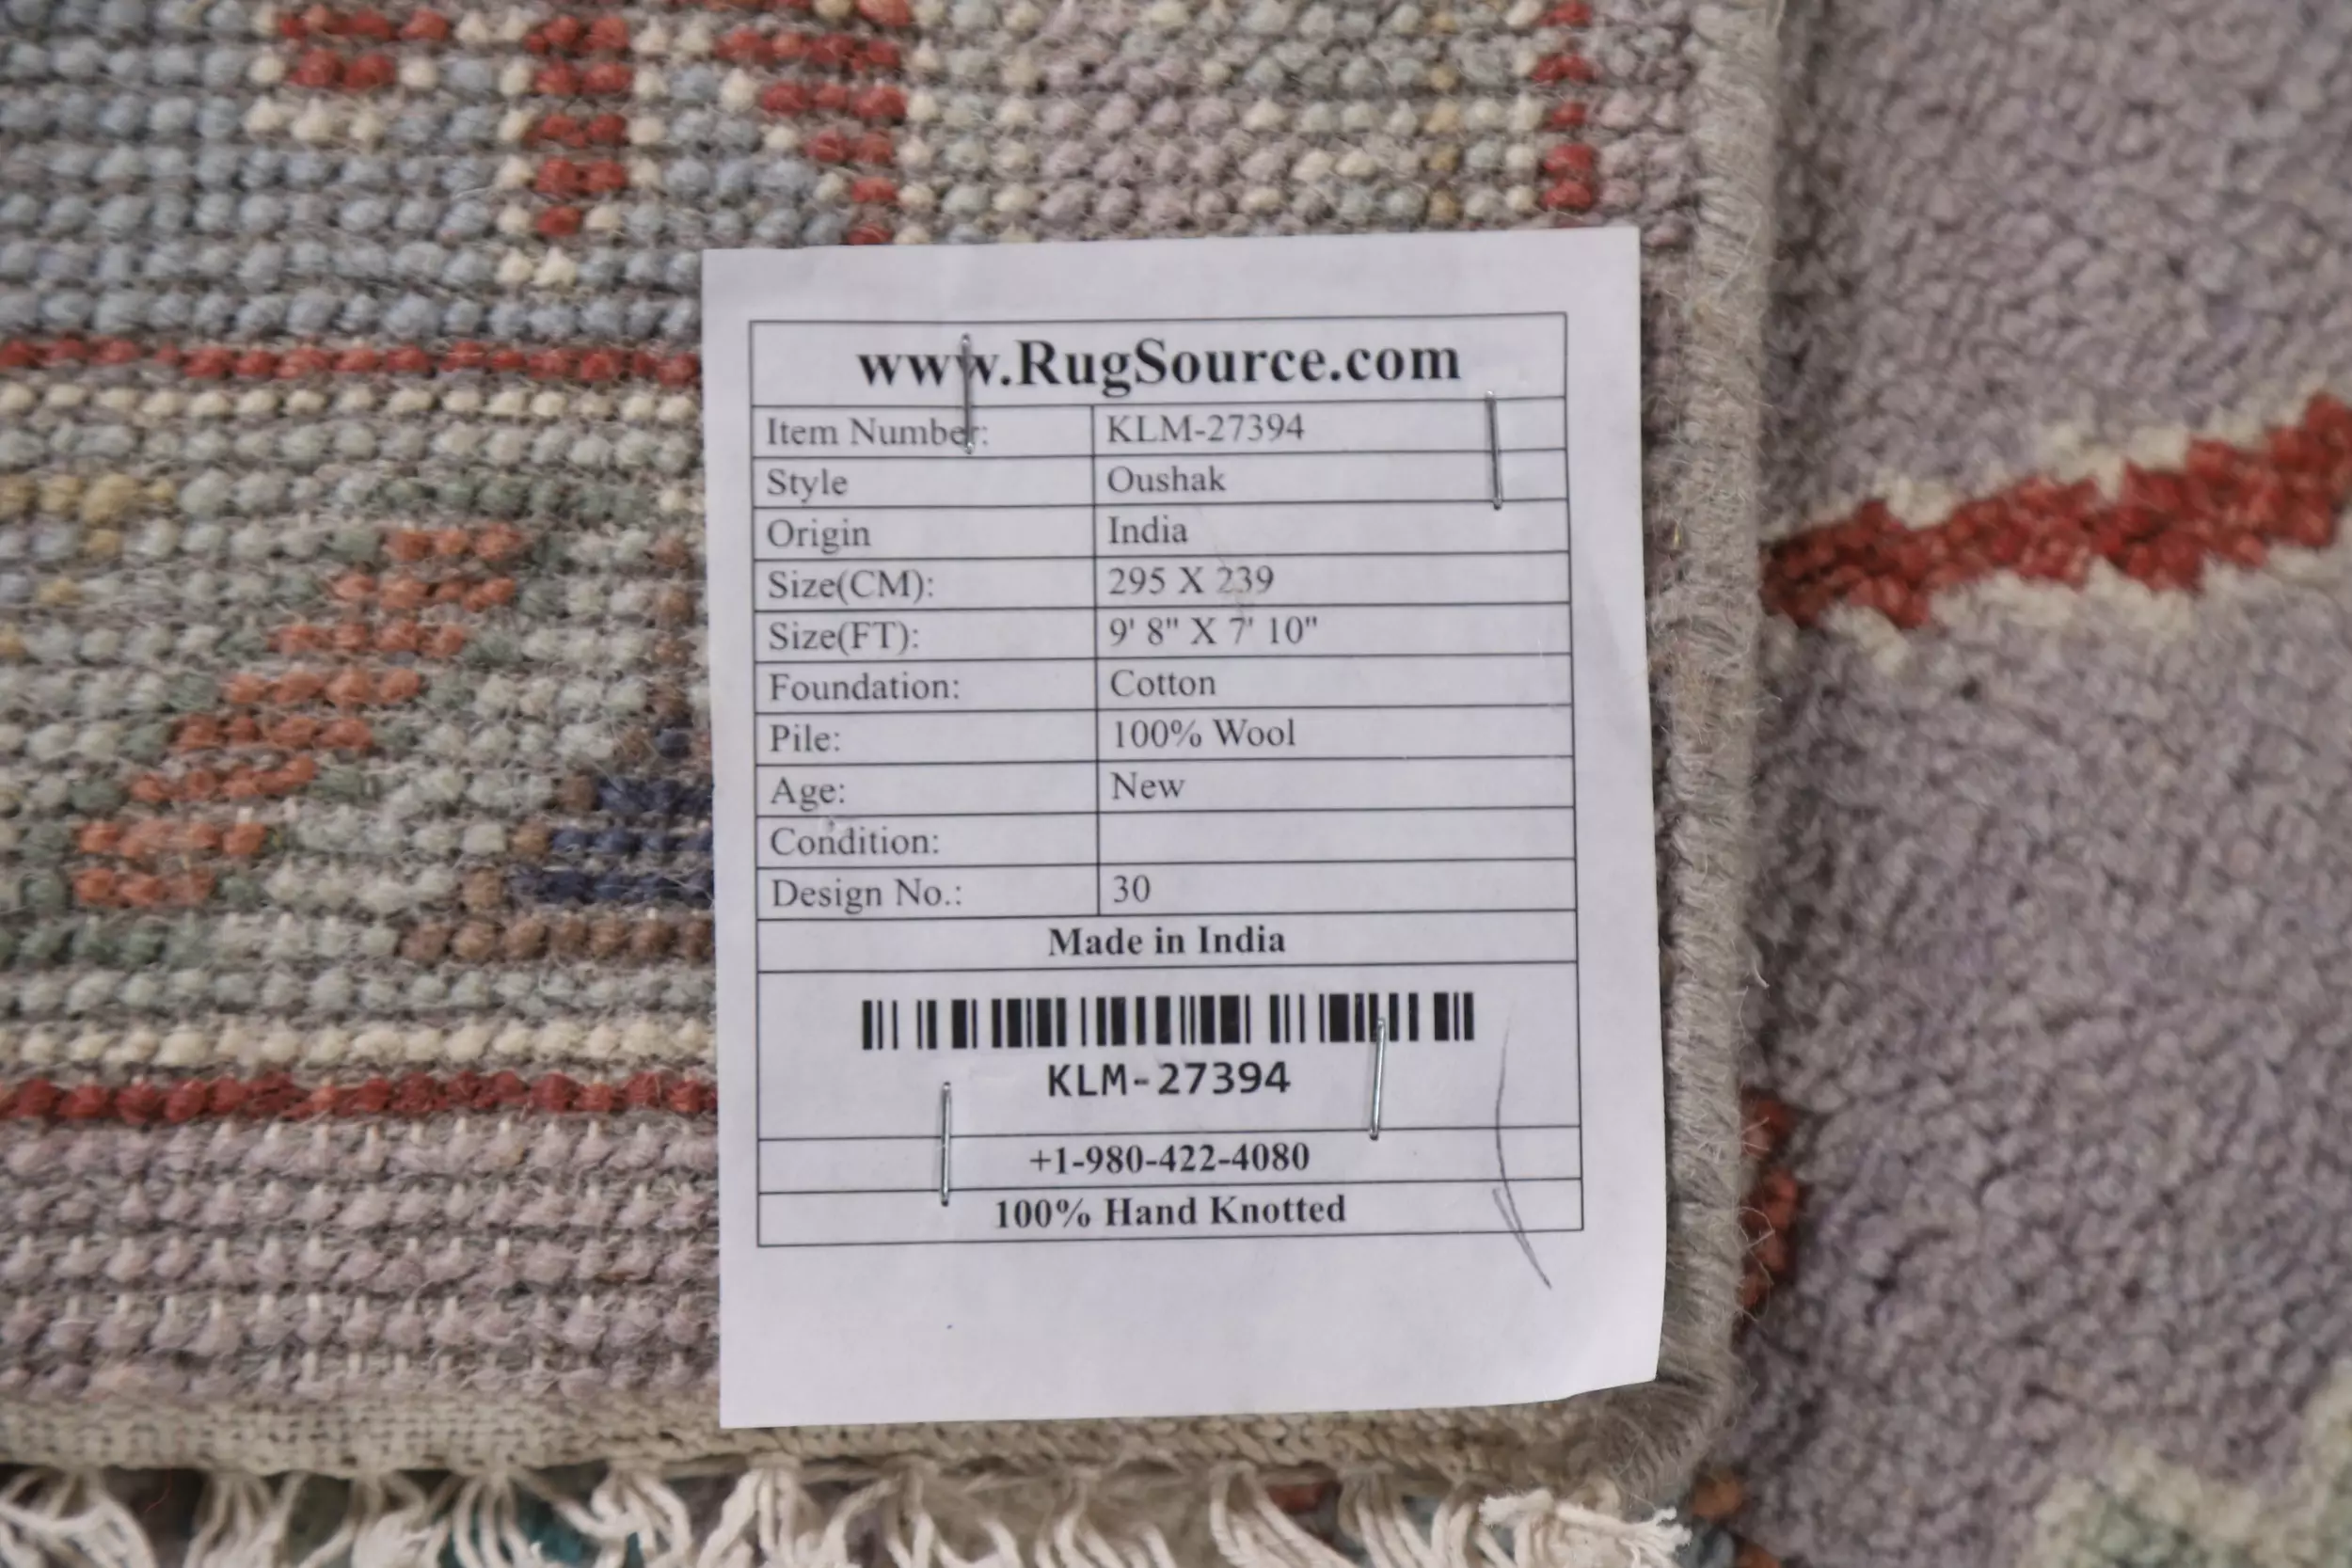 www.RugSource.com
Item Number: KLM-27394
Style Oushak
Origin India
Size(CM): 295 X 239
Size(FT): 9' 8" X 7' 10"
Foundation: Cotton
Pile: 100% Wool
Age: New
Condition:
Design No.: 30
Made in India
KLM-27394
+1-980-422-4080
100% Hand Knotted